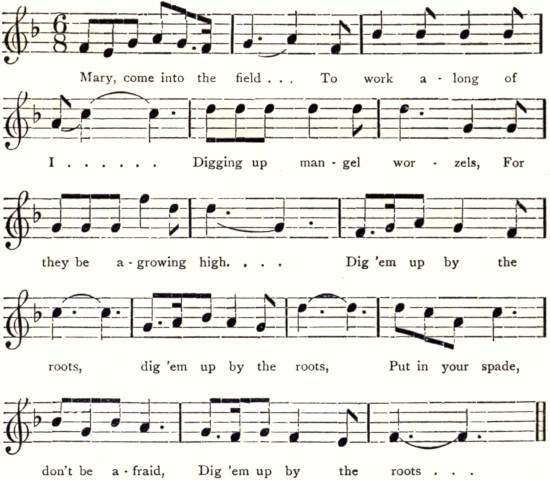 6
8
Mary, come into the field . . . To work a - long of
I . . . . . . Digging up man - gel wor - zels, For
they be a - growing high. . . . Dig 'em up by the
roots, dig 'em up by the roots, Put in your spade,
don't be a - fraid, Dig 'em up by the roots . . .